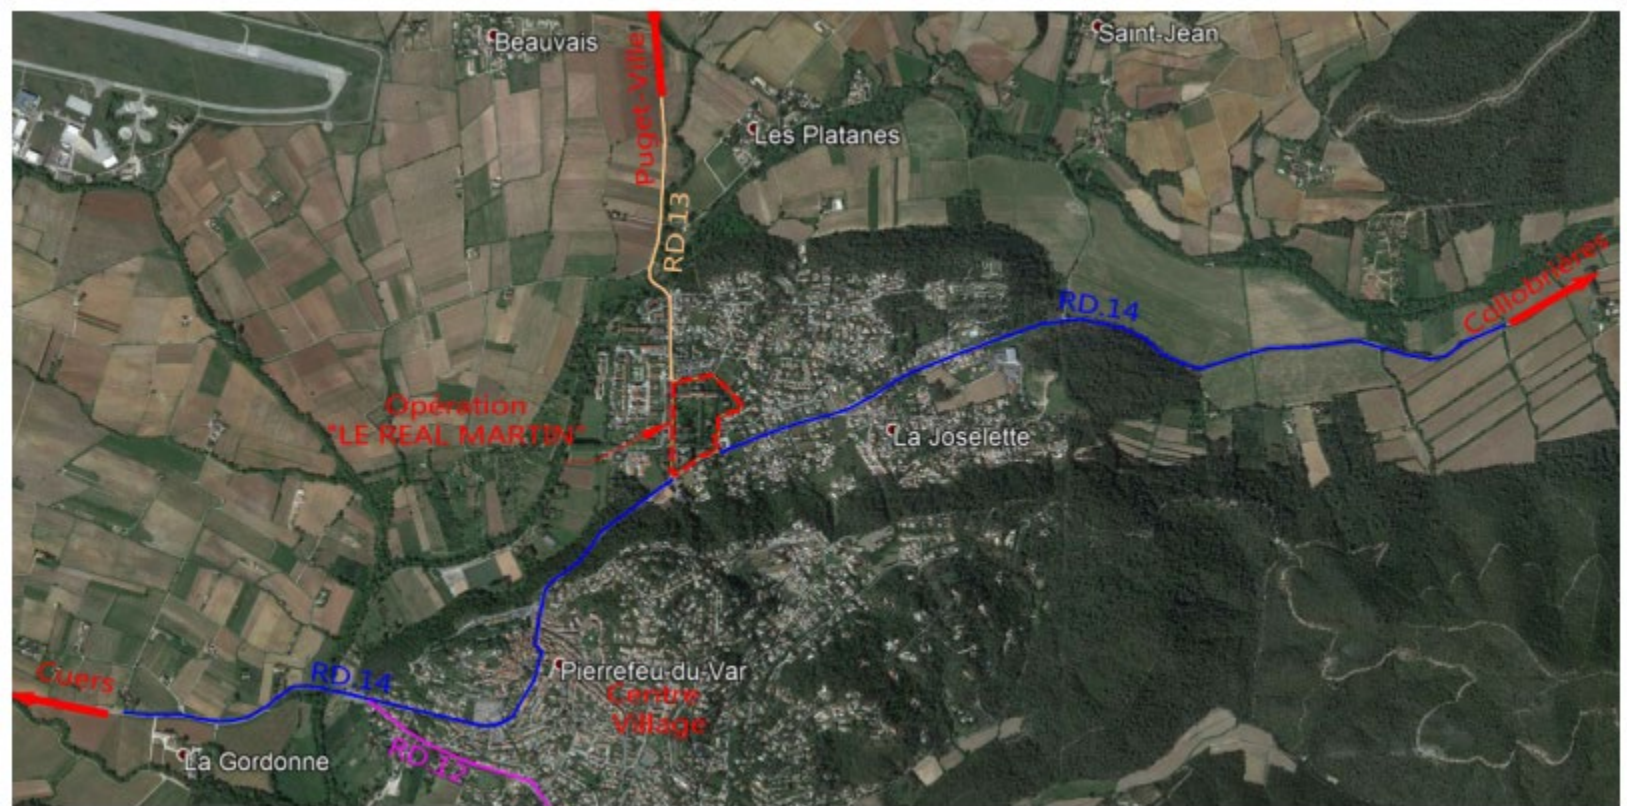 Beauvais
Puget-Ville
Saint-Jean
Les Platanes
RD.13
Collobrières
RD.14
Opération
"LE REAL MARTIN"
La Joselette
Cuers
RD.14
Pierrefeu-du-Var
Centre
Village
La Gordonne
RD.12